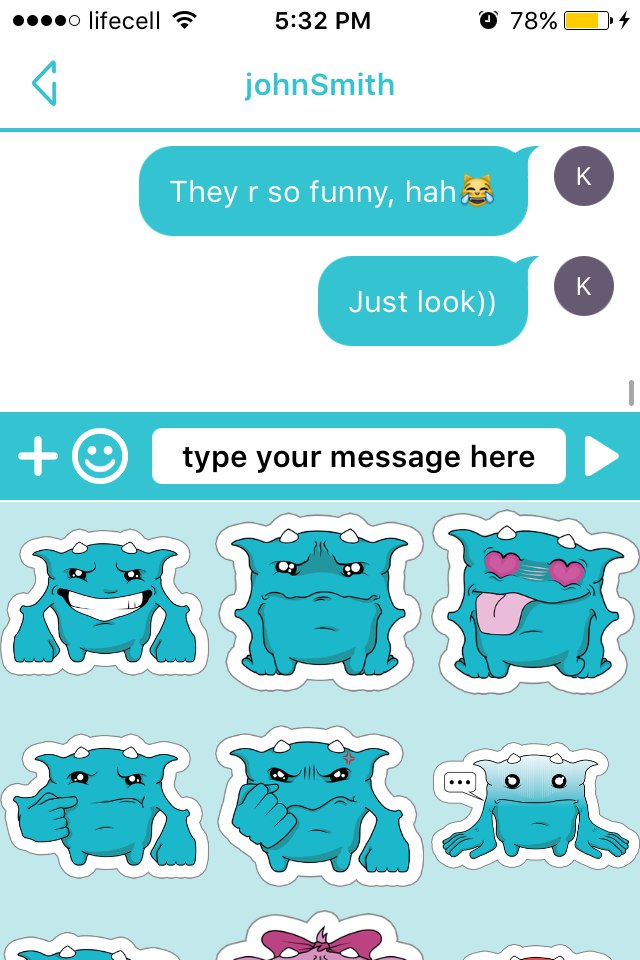 lifecell 5:32 PM 78%
johnSmith
They r so funny, hah😹
K
Just look))
K
type your message here
...